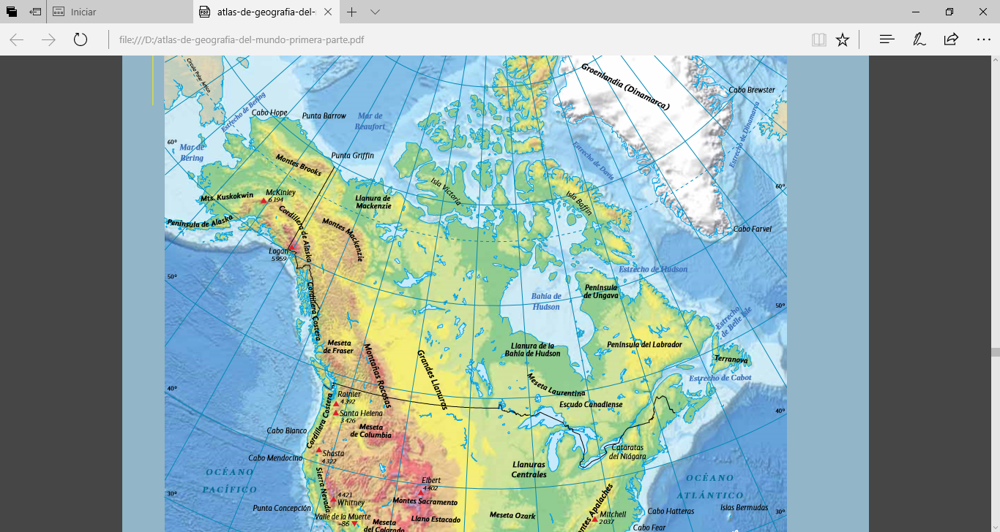 Iniciar
atlas-de-geografia-del-
file:///D:/atlas-de-geografia-del-mundo-primera-parte.pdf
Círculo Polar Ártico
Groenlandia (Dinamarca)
Cabo Brewster
Estrecho de Bering
Cabo Hope
Punta Barrow
Mar de
Beaufort
Estrecho de Dinamarca
60°
Mar de
Bering
Punta Griffin
Estrecho de Davis
Montes Brooks
Isla Victoria
60°
Mts. Kuskokwin
McKinley
6 194
Llanura de
Mackenzie
Isla Baffin
Península de Alaska
Cordillera de Alaska
Montes Mackenzie
Cabo Farvel
Logan
5 959
50°
Estrecho de Hudson
Cordillera Costera
Bahía de
Hudson
Península
de Ungava
50°
Estrecho
de Belle Isle
Meseta
de Fraser
Montañas Rocosas
Grandes Llanuras
Llanura de la
Bahía de Hudson
Península del Labrador
Terranova
Estrecho de Cabot
40°
Meseta Laurentina
Escudo Canadiense
Rainier
4 392
Cordillera Costera
Santa Helena
3 426
40°
Cabo Blanco
Meseta
de Columbia
Cabo Mendocino
Shasta
4 322
Cataratas
del Niágara
OCÉANO
PACÍFICO
Sierra Nevada
Llanuras
Centrales
OCÉANO
ATLÁNTICO
Elbert
4 402
30°
4 421
Whitney
Montes Sacramento
Punta Concepción
Valle de la Muerte
-86
Meseta
del Colorado
Llano Estacado
Meseta Ozark
ntes Apalaches
Mitchell
2 037
Cabo Hatteras
Islas Bermudas
30°
Cabo Fear